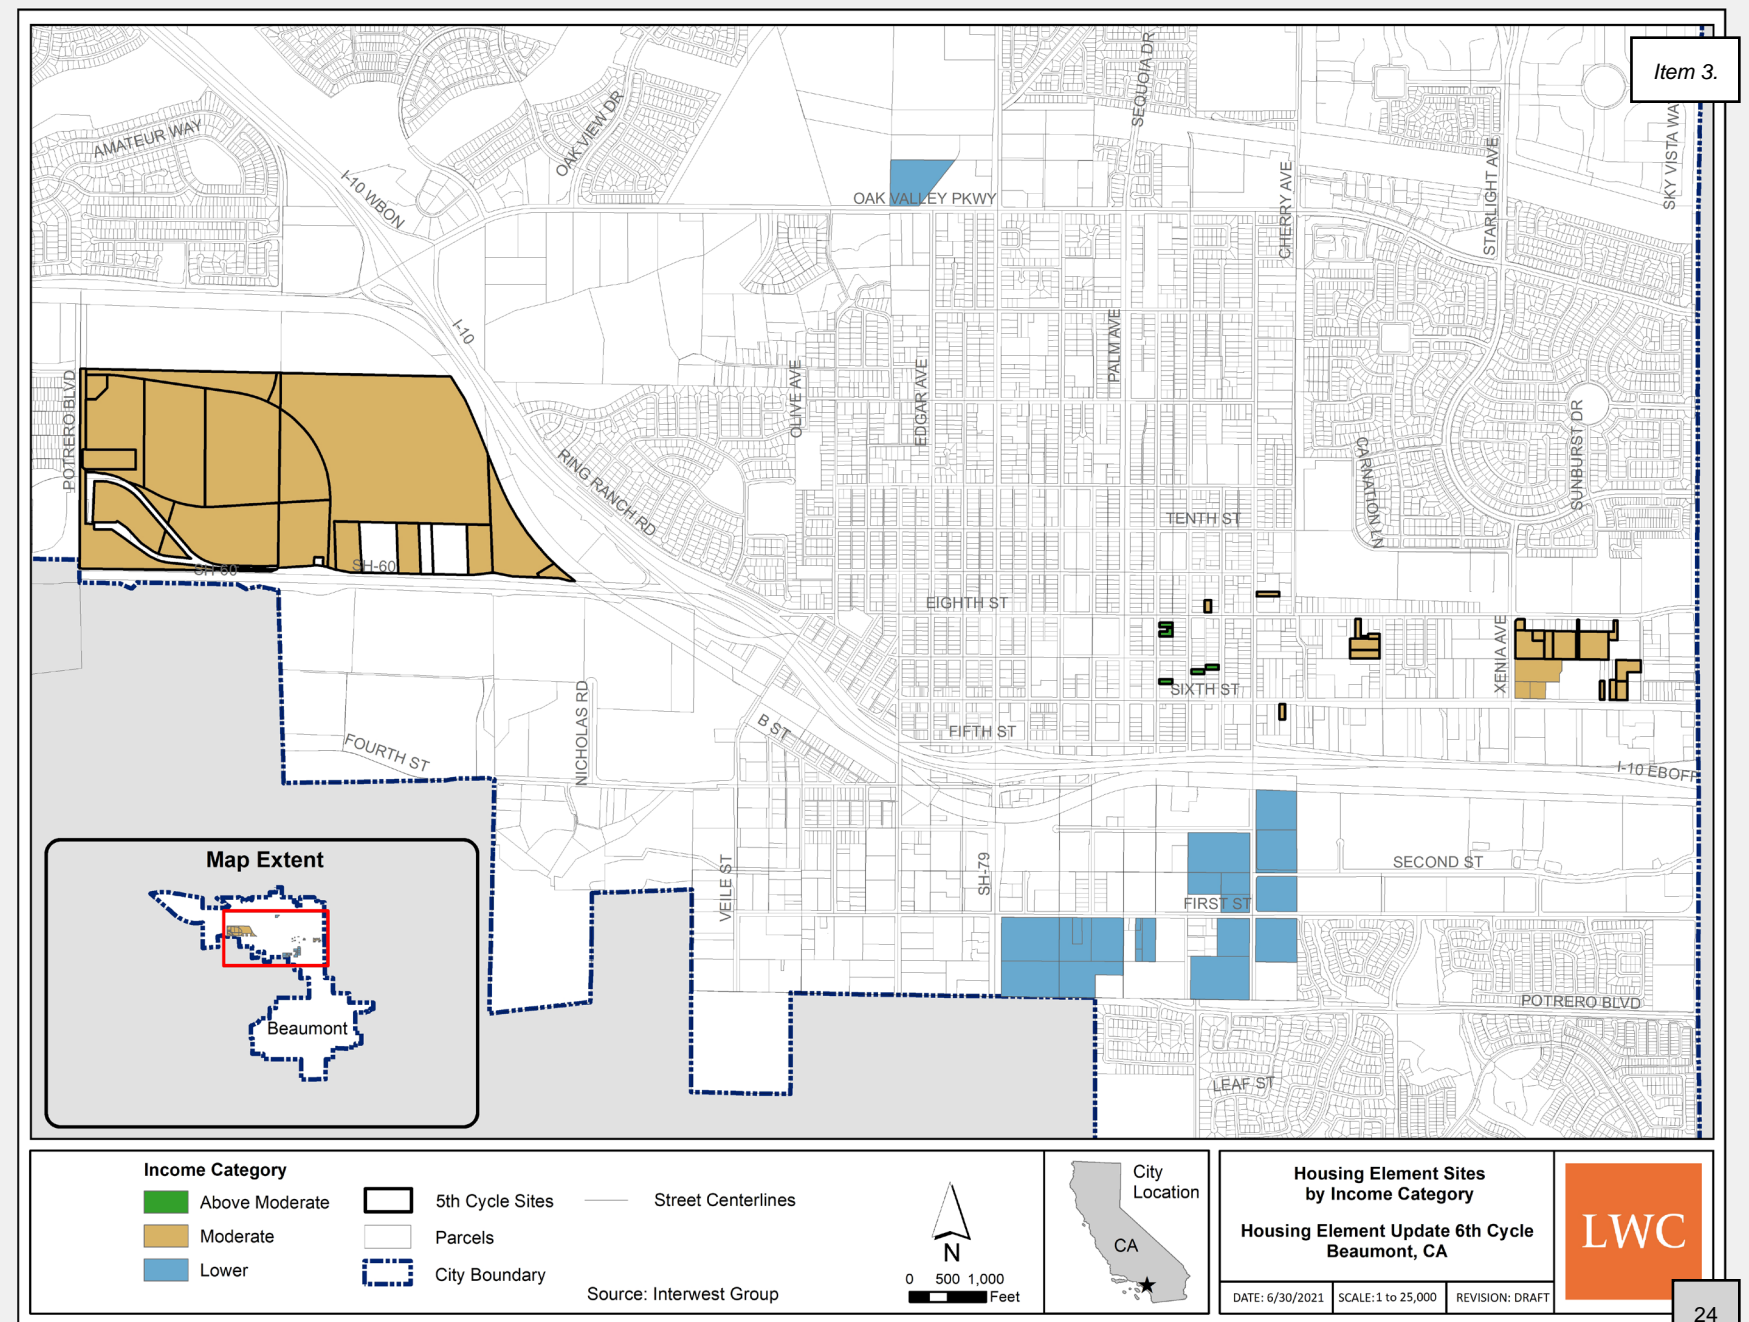 Item 3.
SEQUOIA DR
OAK VIEW DR
AMATEUR WAY
STARLIGHT AVE
SKY VISTA WA
CHERRY AVE
I-10 WBON
OAK VALLEY PKWY
I-10
PALM AVE
OLIVE AVE
EDGAR AVE
POTRERO BLVD
SUNBURST DR
CARNATION LN
RING RANCH RD
TENTH ST
SH-60
SH-60
EIGHTH ST
XENIA AVE
SIXTH ST
NICHOLAS RD
B ST
FIFTH ST
FOURTH ST
I-10 EBOFF
SECOND ST
SH-79
VEILE ST
FIRST ST
POTRERO BLVD
LEAF ST
Map Extent
Beaumont
Income Category
Above Moderate
Moderate
Lower
5th Cycle Sites
Parcels
City Boundary
Street Centerlines
Source: Interwest Group
N
0 500 1,000
Feet
City
Location
CA
Housing Element Sites
by Income Category
Housing Element Update 6th Cycle
Beaumont, CA
DATE: 6/30/2021
SCALE: 1 to 25,000
REVISION: DRAFT
LWC
24